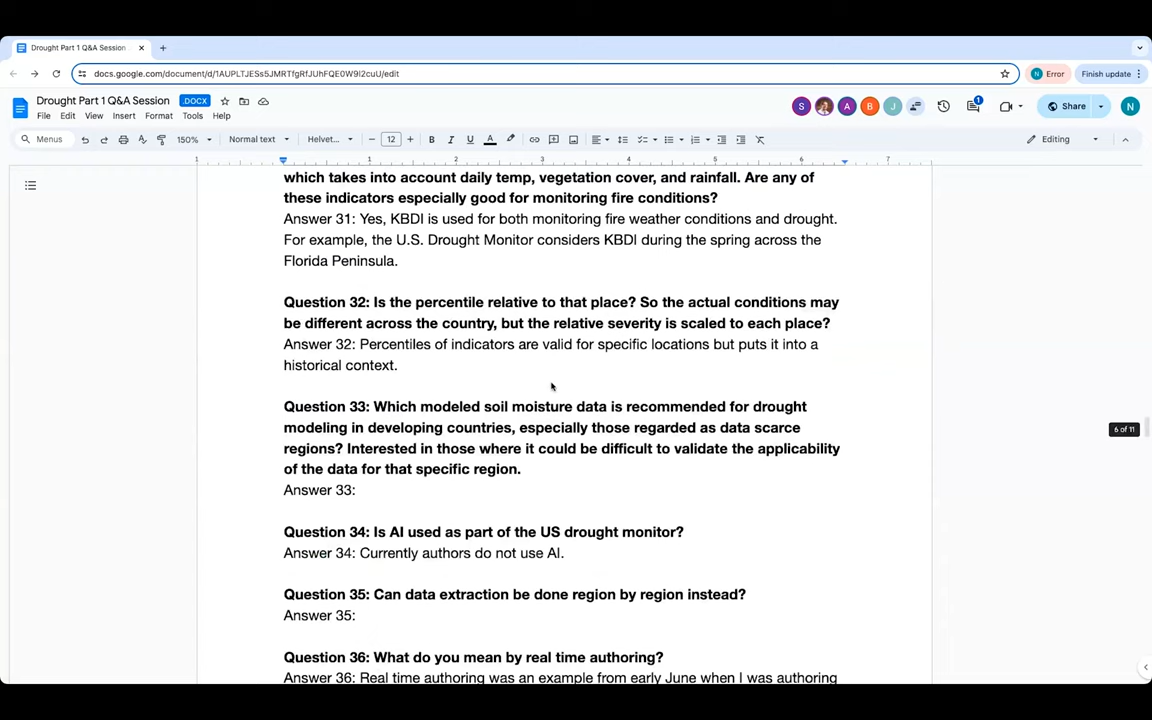 Drought Part 1 Q&A Session
docs.google.com/document/d/1AUPLTJESs5JMRTfgRfJUhFQE0W9I2cuU/edit
N Error
Finish update
Drought Part 1 Q&A Session .DOCX
S A B J 1 Share N
File Edit View Insert Format Tools Help
Menus 150% Normal text Helvet... 12 B I U A Editing
1 1 2 3 4 5 6 7
which takes into account daily temp, vegetation cover, and rainfall. Are any of
these indicators especially good for monitoring fire conditions?
Answer 31: Yes, KBDI is used for both monitoring fire weather conditions and drought.
For example, the U.S. Drought Monitor considers KBDI during the spring across the
Florida Peninsula.
Question 32: Is the percentile relative to that place? So the actual conditions may
be different across the country, but the relative severity is scaled to each place?
Answer 32: Percentiles of indicators are valid for specific locations but puts it into a
historical context.
Question 33: Which modeled soil moisture data is recommended for drought
modeling in developing countries, especially those regarded as data scarce
regions? Interested in those where it could be difficult to validate the applicability
of the data for that specific region.
Answer 33:
6 of 11
Question 34: Is AI used as part of the US drought monitor?
Answer 34: Currently authors do not use AI.
Question 35: Can data extraction be done region by region instead?
Answer 35:
Question 36: What do you mean by real time authoring?
Answer 36: Real time authoring was an example from early June when I was authoring